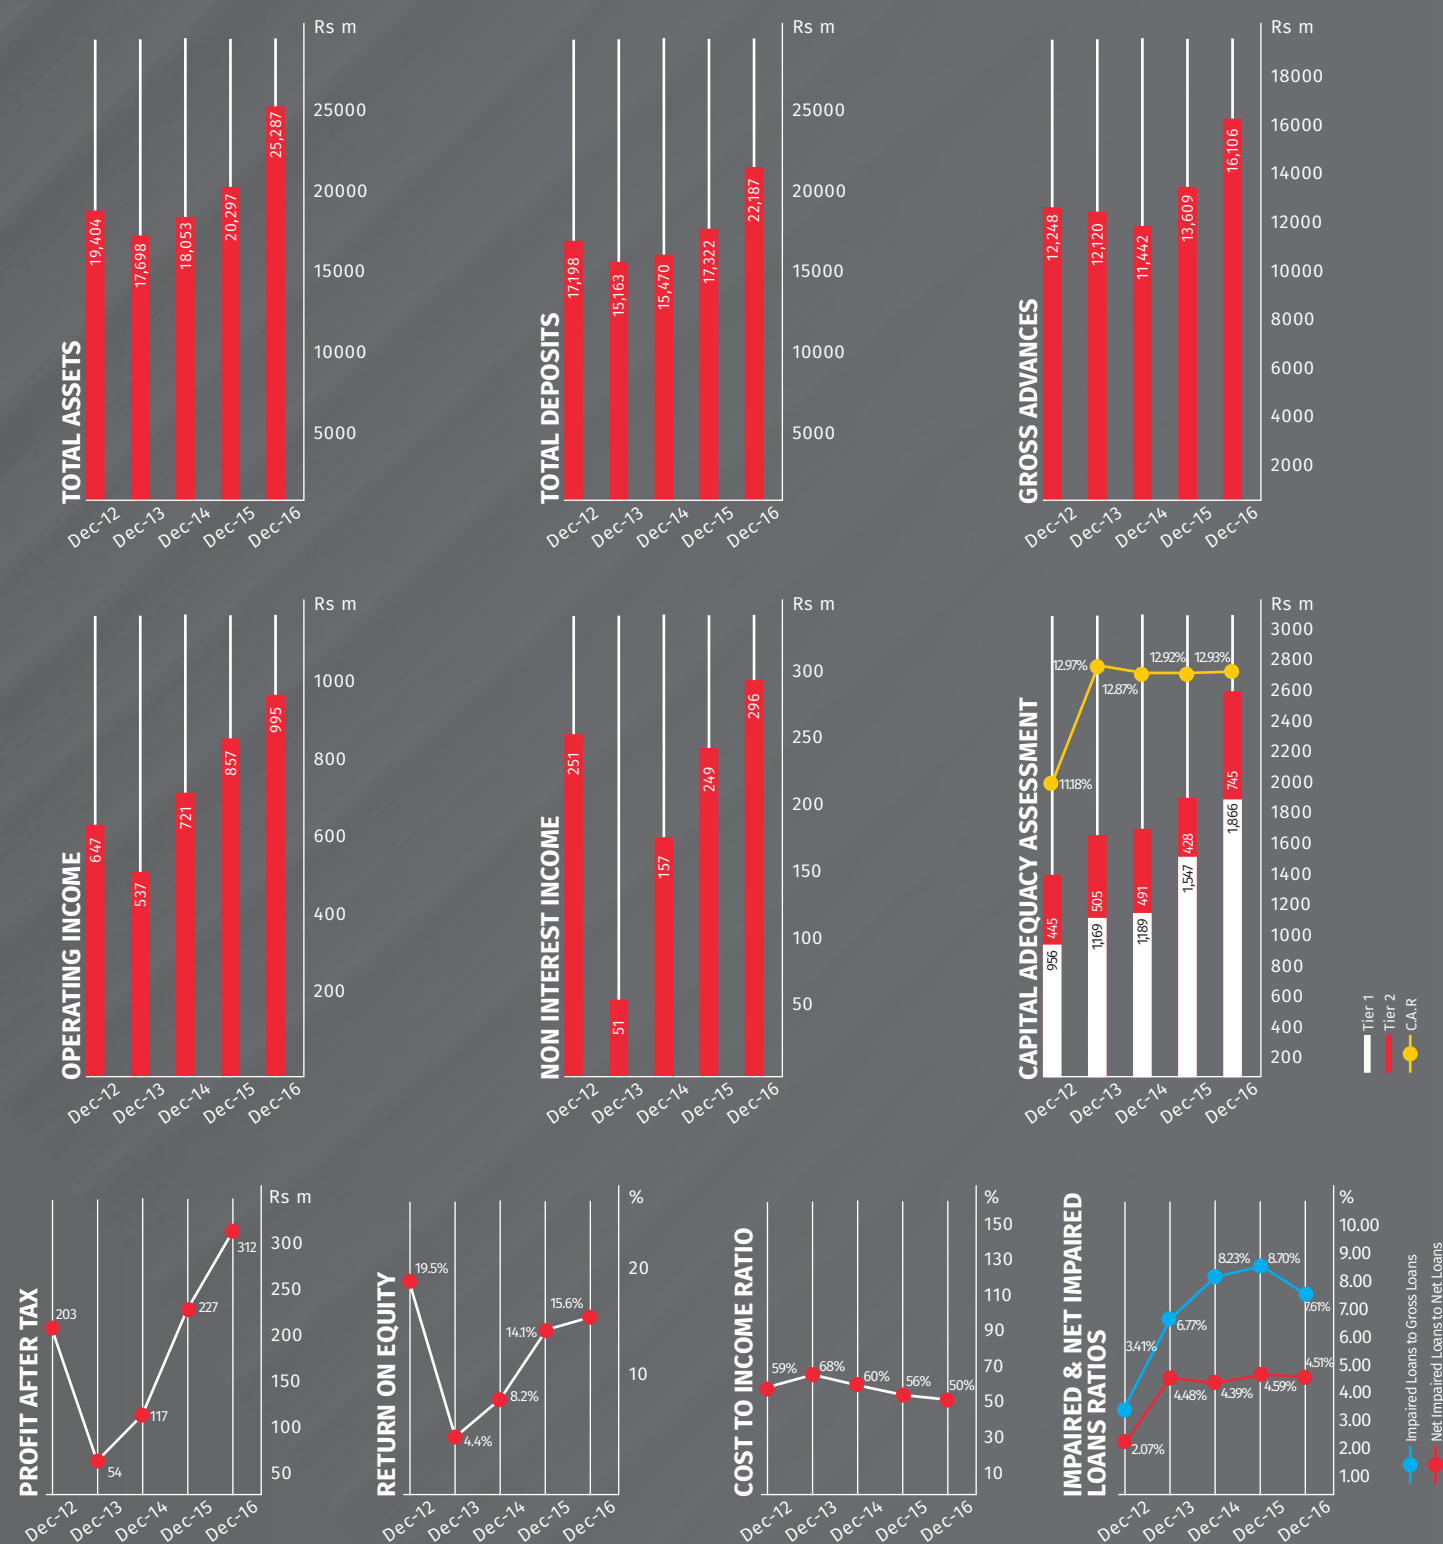 TOTAL ASSETS
Rs m
25000
20000
15000
10000
5000
19,404
17,698
18,053
20,297
25,287
Dec-12
Dec-13
Dec-14
Dec-15
Dec-16
TOTAL DEPOSITS
Rs m
25000
20000
15000
10000
5000
17,198
15,163
15,470
17,322
22,187
Dec-12
Dec-13
Dec-14
Dec-15
Dec-16
GROSS ADVANCES
Rs m
18000
16000
14000
12000
10000
8000
6000
4000
2000
12,248
12,120
11,442
13,609
16,106
Dec-12
Dec-13
Dec-14
Dec-15
Dec-16
OPERATING INCOME
Rs m
1000
800
600
400
200
647
537
721
857
995
Dec-12
Dec-13
Dec-14
Dec-15
Dec-16
NON INTEREST INCOME
Rs m
300
250
200
150
100
50
251
51
157
249
296
Dec-12
Dec-13
Dec-14
Dec-15
Dec-16
CAPITAL ADEQUACY ASSESSMENT
Rs m
3000
2800
2600
2400
2200
2000
1800
1600
1400
1200
1000
800
600
400
200
11.18%
12.97%
12.87%
12.92%
12.93%
445
956
505
1,169
491
1,189
428
1,547
745
1,866
Dec-12
Dec-13
Dec-14
Dec-15
Dec-16
Tier 1
Tier 2
C.A.R
PROFIT AFTER TAX
Rs m
300
250
200
150
100
50
203
54
117
227
312
Dec-12
Dec-13
Dec-14
Dec-15
Dec-16
RETURN ON EQUITY
%
20
10
19.5%
4.4%
8.2%
14.1%
15.6%
Dec-12
Dec-13
Dec-14
Dec-15
Dec-16
COST TO INCOME RATIO
%
150
130
110
90
70
50
30
10
59%
68%
60%
56%
50%
Dec-12
Dec-13
Dec-14
Dec-15
Dec-16
IMPAIRED & NET IMPAIRED
LOANS RATIOS
%
10.00
9.00
8.00
7.00
6.00
5.00
4.00
3.00
2.00
1.00
3.41%
6.77%
8.23%
8.70%
7.61%
2.07%
4.48%
4.39%
4.59%
4.51%
Dec-12
Dec-13
Dec-14
Dec-15
Dec-16
Impaired Loans to Gross Loans
Net Impaired Loans to Net Loans